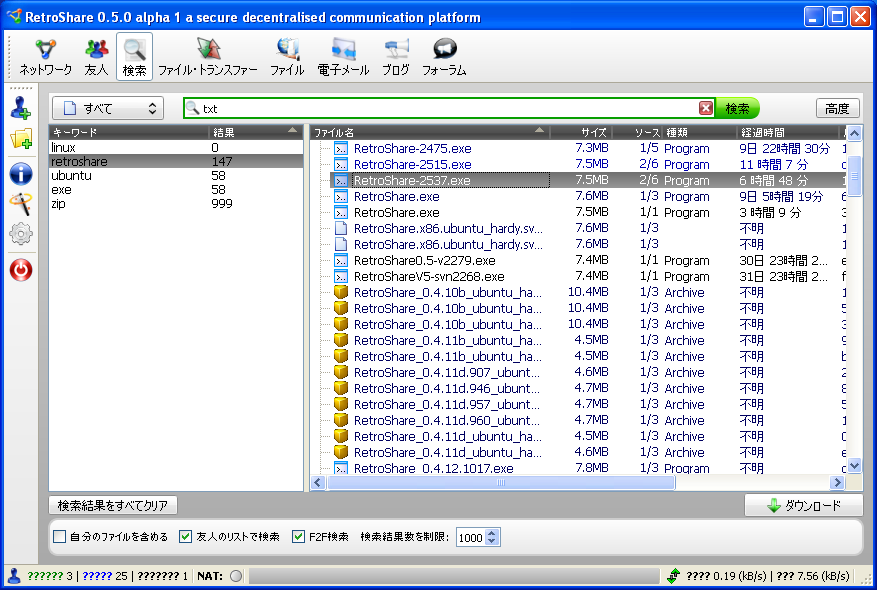 RetroShare 0.5.0 alpha 1 a secure decentralised communication platform
ネットワーク 友人 検索 ファイル・トランスファー ファイル 電子メール ブログ フォーラム
すべて txt 検索 高度
キーワード 結果
linux 0
retroshare 147
ubuntu 58
exe 58
zip 999
ファイル名 サイズ ソース 種類 経過時間
RetroShare-2475.exe 7.3MB 1/5 Program 9日 22時間 30分 1
RetroShare-2515.exe 7.5MB 2/6 Program 11 時間 7 分
RetroShare-2537.exe 7.5MB 2/6 Program 6 時間 48 分 1
RetroShare.exe 7.6MB 1/3 Program 9日 5時間 19分 6
RetroShare.exe 7.5MB 1/1 Program 3 時間 9 分 3
RetroShare.x86.ubuntu_hardy.sv... 7.6MB 1/3 不明 1
RetroShare.x86.ubuntu_hardy.sv... 7.6MB 1/3 不明 1
RetroShare0.5-v2279.exe 7.4MB 1/1 Program 30日 23時間 2... e
RetroShareV5-svn2268.exe 7.4MB 1/1 Program 31日 23時間 2... f
RetroShare_0.4.10b_ubuntu_ha... 10.4MB 1/3 Archive 不明 1
RetroShare_0.4.10b_ubuntu_ha... 10.4MB 1/3 Archive 不明 5
RetroShare_0.4.10b_ubuntu_ha... 10.4MB 1/3 Archive 不明 3
RetroShare_0.4.11b_ubuntu_ha... 4.5MB 1/3 Archive 不明 9
RetroShare_0.4.11b_ubuntu_ha... 4.5MB 1/3 Archive 不明 b
RetroShare_0.4.11d.907_ubunt... 4.6MB 1/3 Archive 不明 2
RetroShare_0.4.11d.946_ubunt... 4.7MB 1/3 Archive 不明 8
RetroShare_0.4.11d.957_ubunt... 4.7MB 1/3 Archive 不明 5
RetroShare_0.4.11d.960_ubunt... 4.7MB 1/3 Archive 不明 1
RetroShare_0.4.11d_ubuntu_ha... 4.5MB 1/3 Archive 不明
RetroShare_0.4.11d_ubuntu_ha... 4.6MB 1/3 Archive 不明 e
RetroShare_0.4.12.1017.exe 7.8MB 1/3 Program 不明
検索結果をすべてクリア ダウンロード
自分のファイルを含める 友人のリストで検索 F2F検索 検索結果数を制限: 1000
?????? 3 | ????? 25 | ??????? 1 NAT: ???? 0.19 (kB/s) | ??? 7.56 (kB/s)